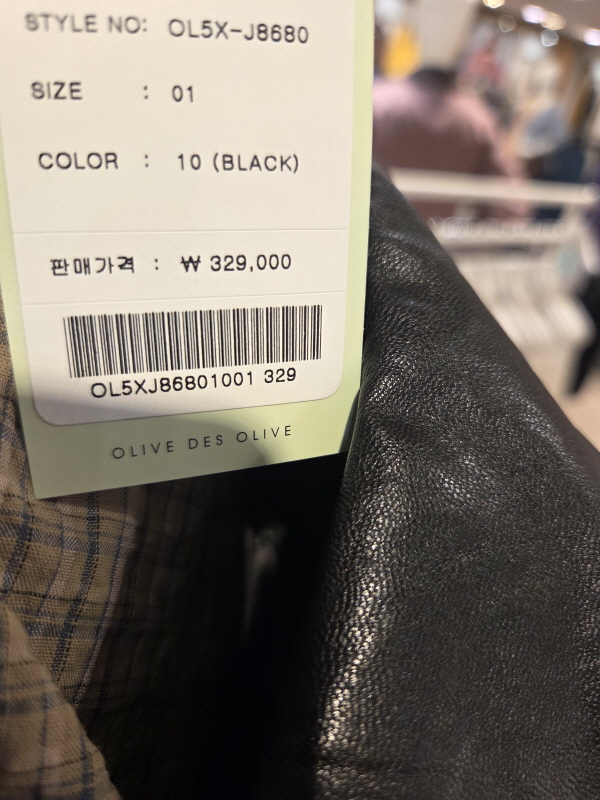 STYLE NO: OL5X-J8680
SIZE : 01
COLOR : 10 (BLACK)
판매가격 : ₩ 329,000
OL5XJ86801001 329
OLIVE DES OLIVE